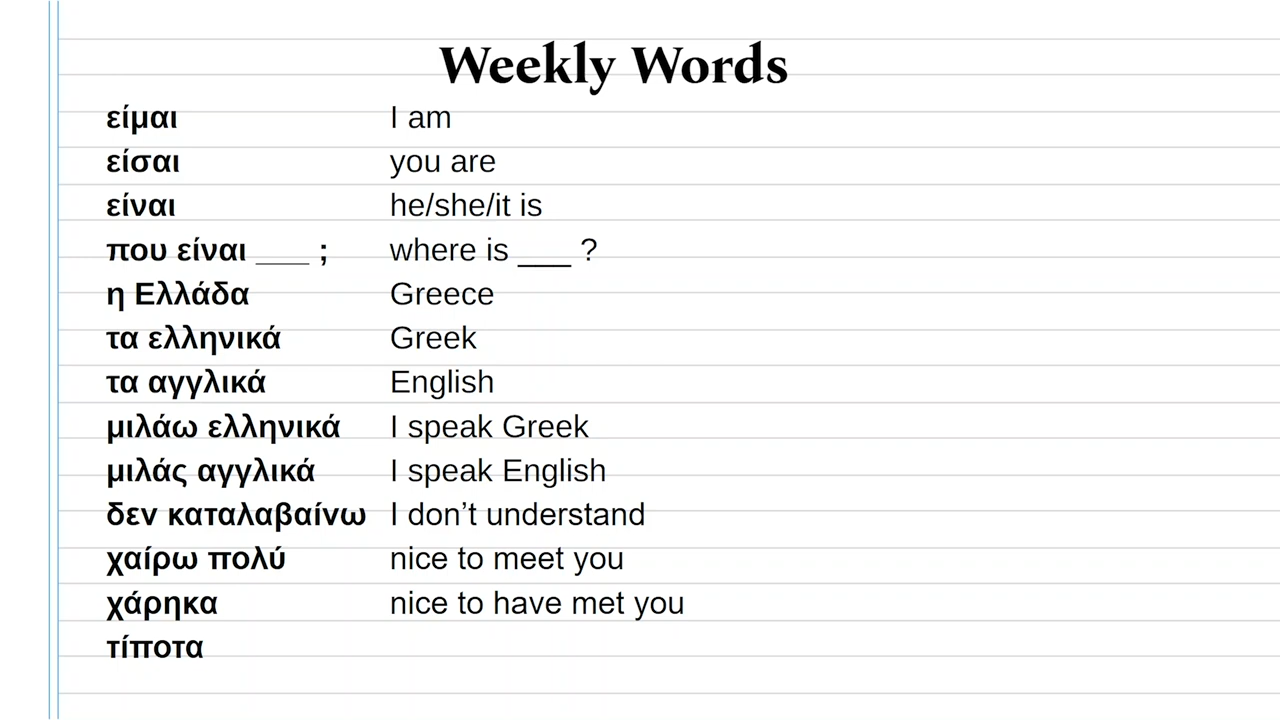 Weekly Words
είμαι I am
είσαι you are
είναι he/she/it is
που είναι ___ ; where is ___ ?
η Ελλάδα Greece
τα ελληνικά Greek
τα αγγλικά English
μιλάω ελληνικά I speak Greek
μιλάς αγγλικά I speak English
δεν καταλαβαίνω I don’t understand
χαίρω πολύ nice to meet you
χάρηκα nice to have met you
τίποτα